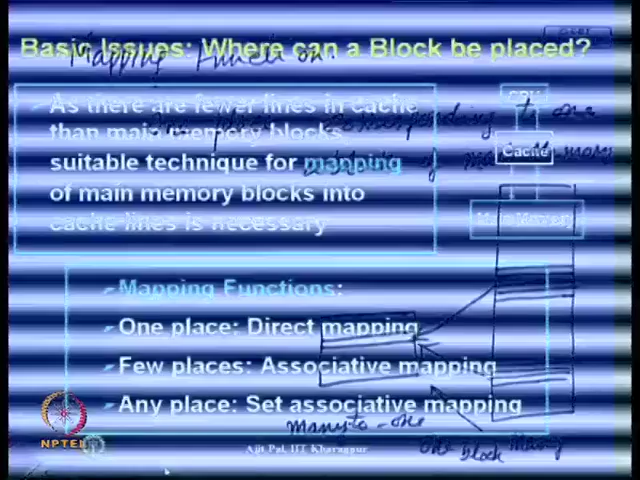 Basic Issues: Where can a Block be placed?
Mapping Function.
As there are fewer lines in cache
than main memory blocks
corresponding to one
suitable technique for mapping
of main memory blocks into
cache lines is necessary
CPU
Cache
Main Memory
Mapping Functions:
One place: Direct mapping
Few places: Associative mapping
Any place: Set associative mapping
many to - one
one block many
NPTEL
Ajit Pal, IIT Kharagpur